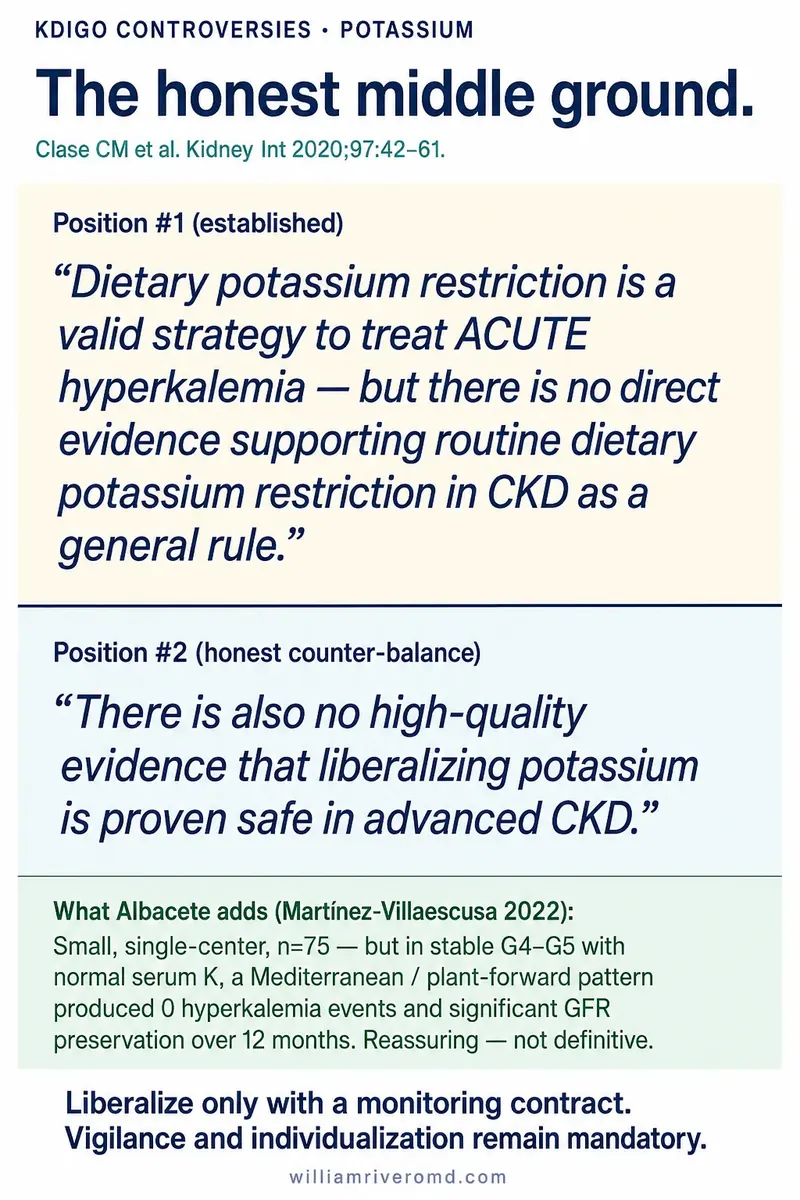 KDIGO CONTROVERSIES • POTASSIUM
The honest middle ground.
Clase CM et al. Kidney Int 2020;97:42–61.
Position #1 (established)
“Dietary potassium restriction is a
valid strategy to treat ACUTE
hyperkalemia — but there is no direct
evidence supporting routine dietary
potassium restriction in CKD as a
general rule.”
Position #2 (honest counter-balance)
“There is also no high-quality
evidence that liberalizing potassium
is proven safe in advanced CKD.”
What Albacete adds (Martínez-Villaescusa 2022):
Small, single-center, n=75 — but in stable G4–G5 with
normal serum K, a Mediterranean / plant-forward pattern
produced 0 hyperkalemia events and significant GFR
preservation over 12 months. Reassuring — not definitive.
Liberalize only with a monitoring contract.
Vigilance and individualization remain mandatory.
williamriveromd.com